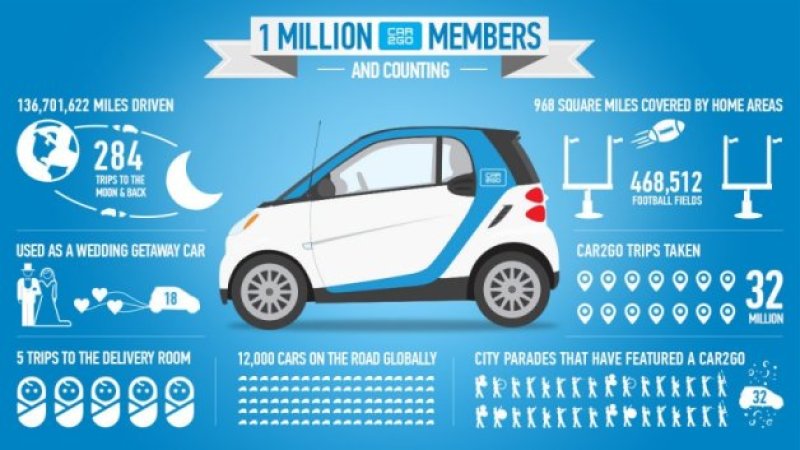 1 MILLION CAR2GO MEMBERS
AND COUNTING
136,701,622 MILES DRIVEN
284
TRIPS TO THE
MOON & BACK
968 SQUARE MILES COVERED BY HOME AREAS
468,512
FOOTBALL FIELDS
CAR2GO
USED AS A WEDDING GETAWAY CAR
18
CAR2GO TRIPS TAKEN
32
MILLION
5 TRIPS TO THE DELIVERY ROOM
12,000 CARS ON THE ROAD GLOBALLY
CITY PARADES THAT HAVE FEATURED A CAR2GO
32